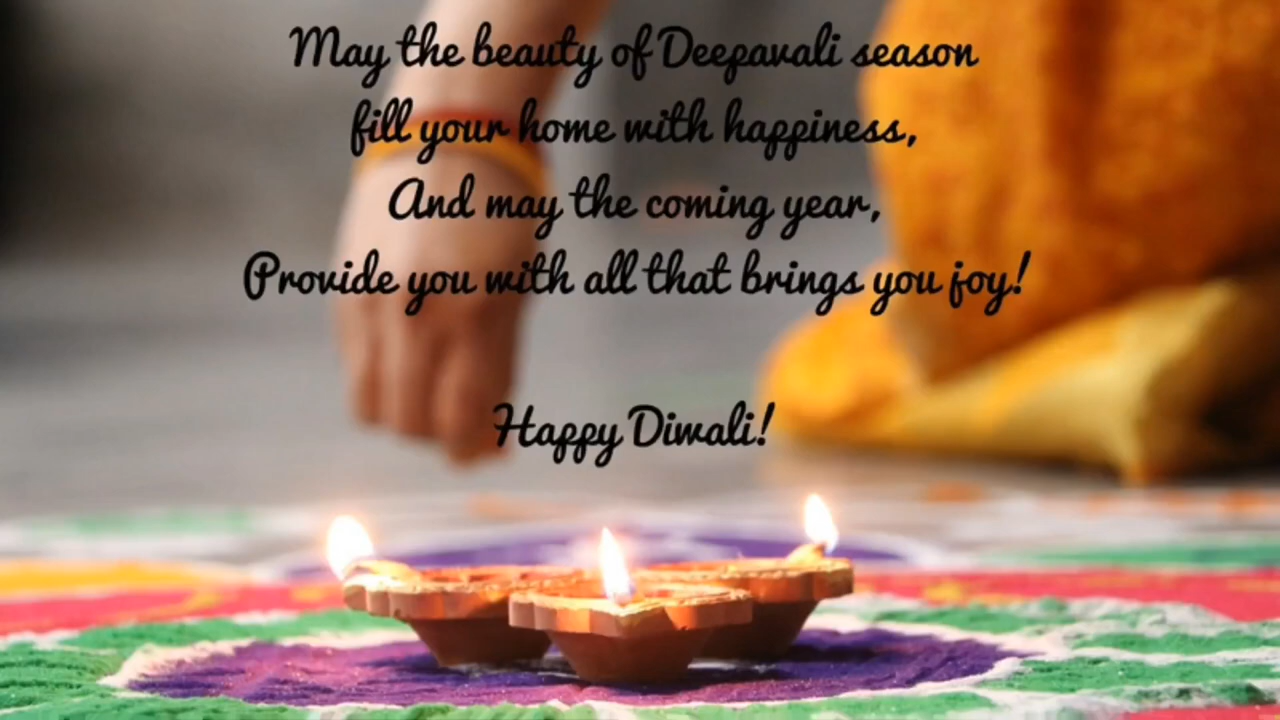 May the beauty of Deepavali season
fill your home with happiness,
And may the coming year,
Provide you with all that brings you joy!
Happy Diwali!